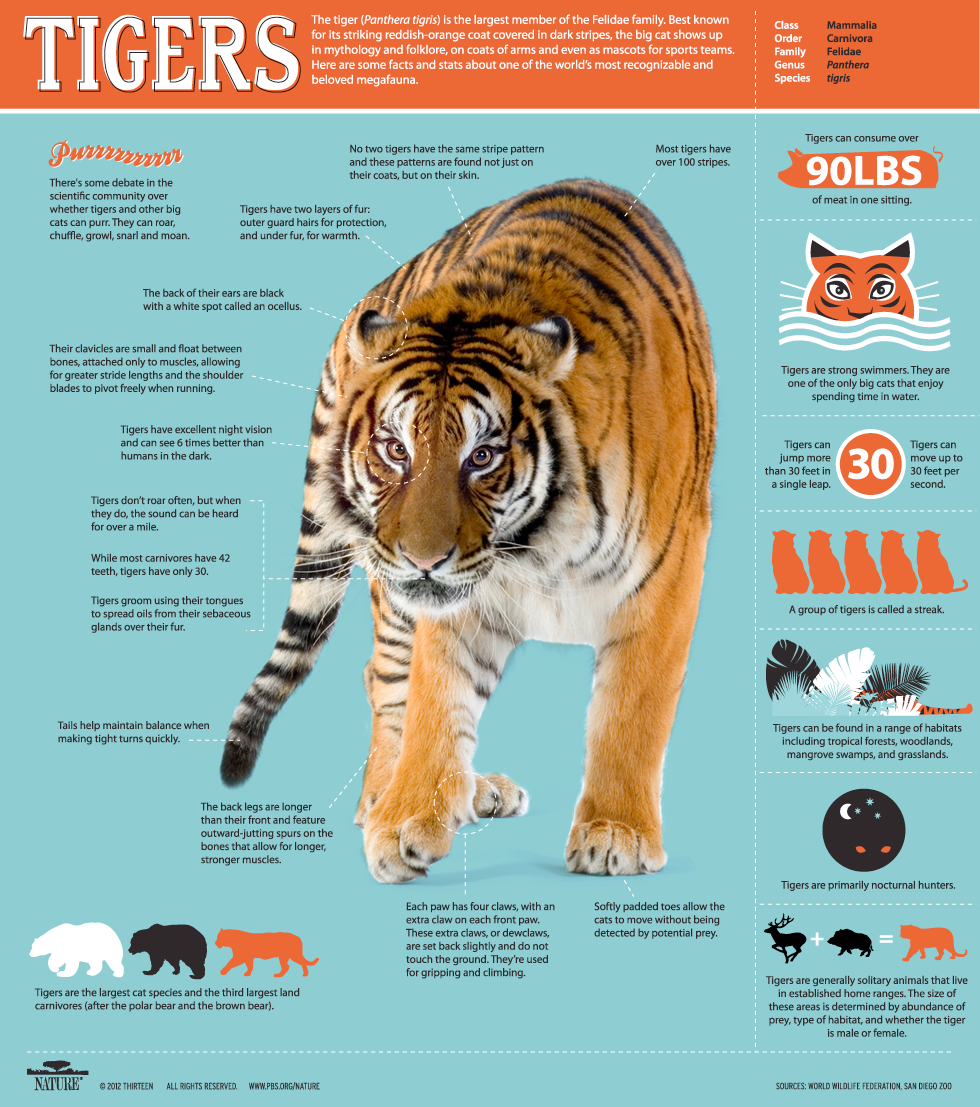 TIGERS
The tiger (Panthera tigris) is the largest member of the Felidae family. Best known
for its striking reddish-orange coat covered in dark stripes, the big cat shows up
in mythology and folklore, on coats of arms and even as mascots for sports teams.
Here are some facts and stats about one of the world's most recognizable and
beloved megafauna.
Class Mammalia
Order Carnivora
Family Felidae
Genus Panthera
Species tigris
Purrrrzzzrrrr
There's some debate in the
scientific community over
whether tigers and other big
cats can purr. They can roar,
chuffle, growl, snarl and moan.
No two tigers have the same stripe pattern
and these patterns are found not just on
their coats, but on their skin.
Most tigers have
over 100 stripes.
Tigers have two layers of fur:
outer guard hairs for protection,
and under fur, for warmth.
The back of their ears are black
with a white spot called an ocellus.
Their clavicles are small and float between
bones, attached only to muscles, allowing
for greater stride lengths and the shoulder
blades to pivot freely when running.
Tigers have excellent night vision
and can see 6 times better than
humans in the dark.
Tigers don't roar often, but when
they do, the sound can be heard
for over a mile.
While most carnivores have 42
teeth, tigers have only 30.
Tigers groom using their tongues
to spread oils from their sebaceous
glands over their fur.
Tails help maintain balance when
making tight turns quickly.
The back legs are longer
than their front and feature
outward-jutting spurs on the
bones that allow for longer,
stronger muscles.
Each paw has four claws, with an
extra claw on each front paw.
These extra claws, or dewclaws,
are set back slightly and do not
touch the ground. They're used
for gripping and climbing.
Softly padded toes allow the
cats to move without being
detected by potential prey.
Tigers are the largest cat species and the third largest land
carnivores (after the polar bear and the brown bear).
Tigers can consume over
90LBS
of meat in one sitting.
Tigers are strong swimmers. They are
one of the only big cats that enjoy
spending time in water.
Tigers can
jump more
than 30 feet in
a single leap.
30
Tigers can
move up to
30 feet per
second.
A group of tigers is called a streak.
Tigers can be found in a range of habitats
including tropical forests, woodlands,
mangrove swamps, and grasslands.
Tigers are primarily nocturnal hunters.
+ =
Tigers are generally solitary animals that live
in established home ranges. The size of
these areas is determined by abundance of
prey, type of habitat, and whether the tiger
is male or female.
NATURE © 2012 THIRTEEN ALL RIGHTS RESERVED. WWW.PBS.ORG/NATURE
SOURCES: WORLD WILDLIFE FEDERATION, SAN DIEGO ZOO